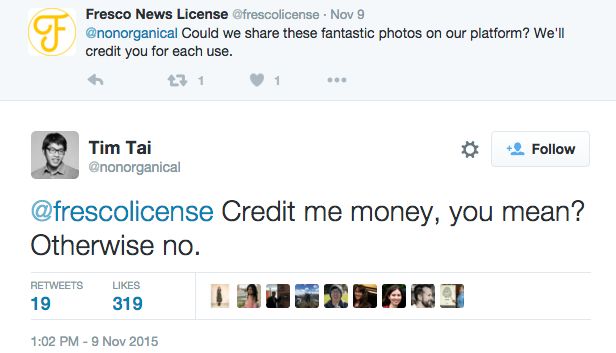 Fresco News License @frescolicense · Nov 9
@nonorganical Could we share these fantastic photos on our platform? We'll
credit you for each use.
1 1
Tim Tai
@nonorganical
Follow
@frescolicense Credit me money, you mean?
Otherwise no.
RETWEETS LIKES
19 319
1:02 PM - 9 Nov 2015